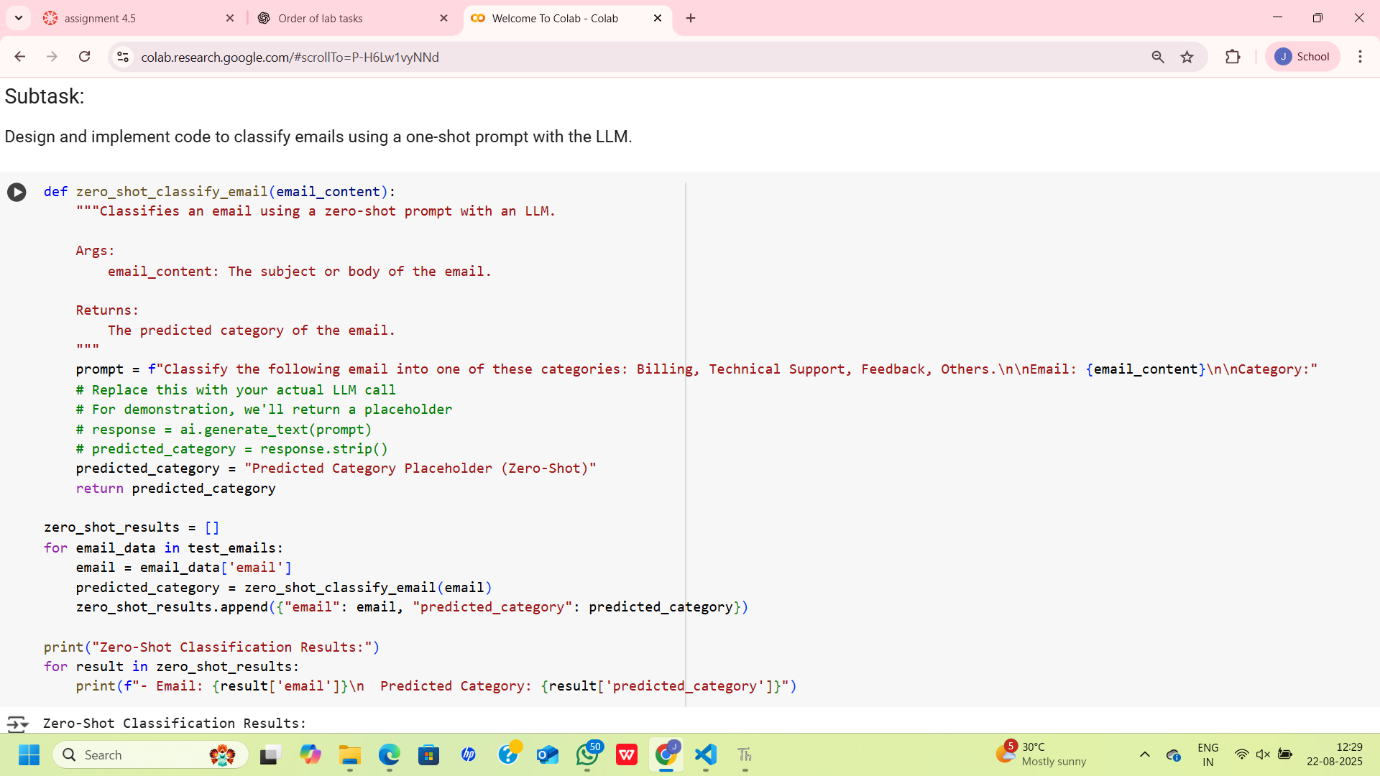 assignment 4.5
Order of lab tasks
Welcome To Colab - Colab
colab.research.google.com/#scrollTo=P-H6Lw1vyNNd
J School
Subtask:
Design and implement code to classify emails using a one-shot prompt with the LLM.
def zero_shot_classify_email(email_content):
    """Classifies an email using a zero-shot prompt with an LLM.
    Args:
        email_content: The subject or body of the email.
    Returns:
        The predicted category of the email.
    """
    prompt = f"Classify the following email into one of these categories: Billing, Technical Support, Feedback, Others.\n\nEmail: {email_content}\n\nCategory:"
    # Replace this with your actual LLM call
    # For demonstration, we'll return a placeholder
    # response = ai.generate_text(prompt)
    # predicted_category = response.strip()
    predicted_category = "Predicted Category Placeholder (Zero-Shot)"
    return predicted_category
zero_shot_results = []
for email_data in test_emails:
    email = email_data['email']
    predicted_category = zero_shot_classify_email(email)
    zero_shot_results.append({"email": email, "predicted_category": predicted_category})
print("Zero-Shot Classification Results:")
for result in zero_shot_results:
    print(f"- Email: {result['email']}\n  Predicted Category: {result['predicted_category']}")
Zero-Shot Classification Results:
Search
50
J
5
30°C
Mostly sunny
ENG
IN
12:29
22-08-2025